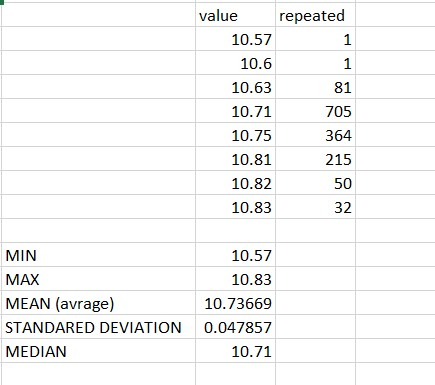 value repeated
10.57 1
10.6 1
10.63 81
10.71 705
10.75 364
10.81 215
10.82 50
10.83 32
MIN 10.57
MAX 10.83
MEAN (avrage) 10.73669
STANDARED DEVIATION 0.047857
MEDIAN 10.71